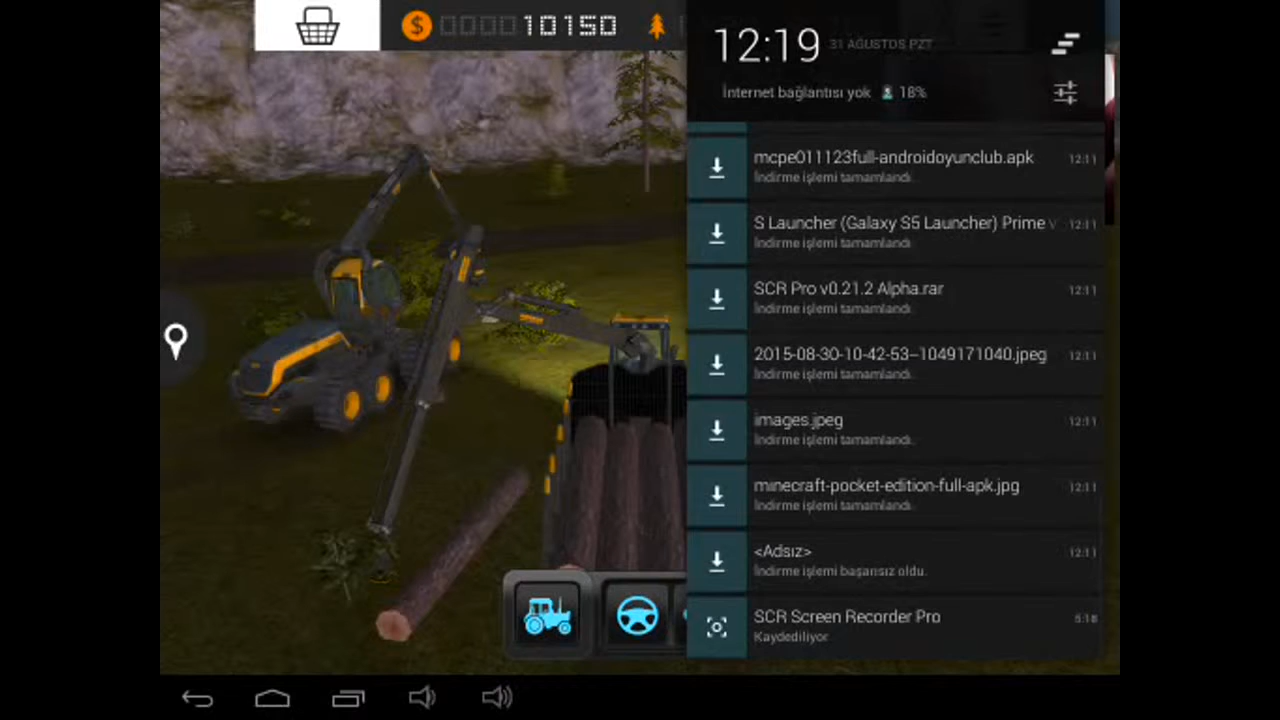 $ 000010150
12:19 31 AĞUSTOS PZT
İnternet bağlantısı yok 18%
mcpe011123full-androidoyunclub.apk 12:11
İndirme işlemi tamamlandı.
S Launcher (Galaxy S5 Launcher) Prime 12:11
İndirme işlemi tamamlandı.
SCR Pro v0.21.2 Alpha.rar 12:11
İndirme işlemi tamamlandı.
2015-08-30-10-42-53--1049171040.jpeg 12:11
İndirme işlemi tamamlandı.
images.jpeg 12:11
İndirme işlemi tamamlandı.
minecraft-pocket-edition-full-apk.jpg 12:11
İndirme işlemi tamamlandı.
<Adsız> 12:11
İndirme işlemi başarısız oldu.
SCR Screen Recorder Pro 5:18
Kaydediliyor